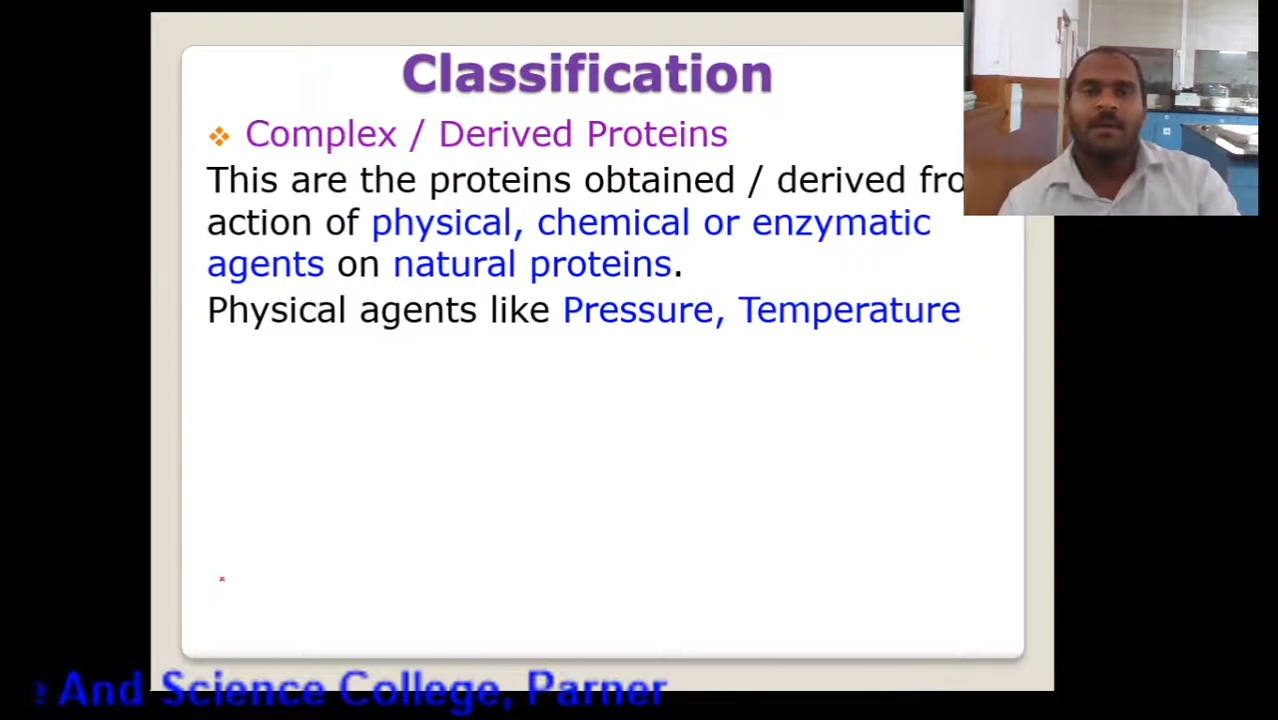 Classification
Complex / Derived Proteins
This are the proteins obtained / derived
action of physical, chemical or enzymatic
agents on natural proteins.
Physical agents like Pressure, Temperature
And Science College, Parner